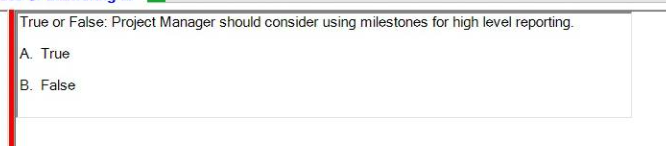 True or False: Project Manager should consider using milestones for high level reporting.
A. True
B. False